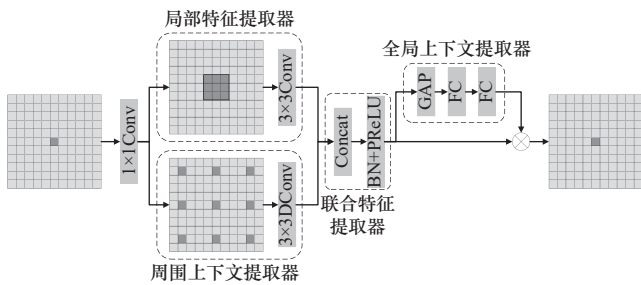 局部特征提取器
3×3Conv
1×1Conv
周围上下文提取器
3×3DConv
Concat
BN+PReLU
联合特征
提取器
全局上下文提取器
GAP
FC
FC